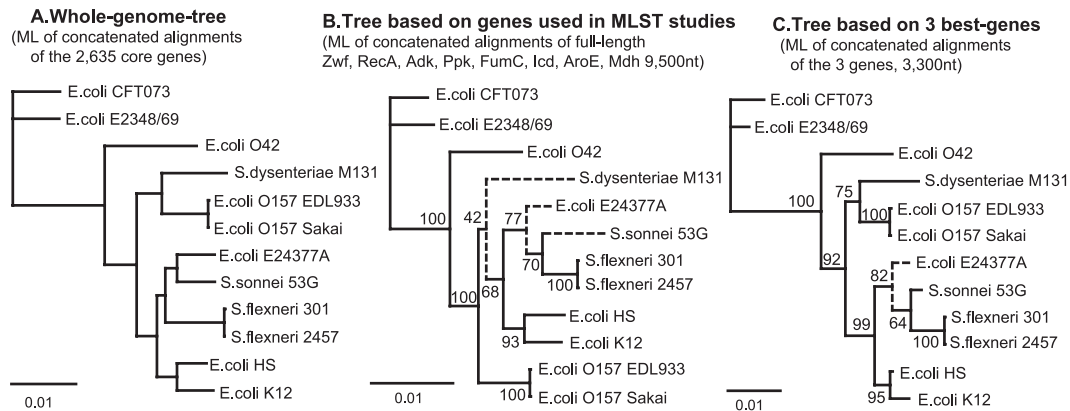 A.Whole-genome-tree
(ML of concatenated alignments
of the 2,635 core genes)
E.coli CFT073
E.coli E2348/69
E.coli O42
S.dysenteriae M131
E.coli O157 EDL933
E.coli O157 Sakai
E.coli E24377A
S.sonnei 53G
S.flexneri 301
S.flexneri 2457
E.coli HS
E.coli K12
0.01
B.Tree based on genes used in MLST studies
(ML of concatenated alignments of full-length
Zwf, RecA, Adk, Ppk, FumC, Icd, AroE, Mdh 9,500nt)
E.coli CFT073
E.coli E2348/69
E.coli O42
S.dysenteriae M131
100
42
77
E.coli E24377A
S.sonnei 53G
70
S.flexneri 301
100
S.flexneri 2457
68
100
E.coli HS
93
E.coli K12
E.coli O157 EDL933
100
E.coli O157 Sakai
0.01
C.Tree based on 3 best-genes
(ML of concatenated alignments
of the 3 genes, 3,300nt)
E.coli CFT073
E.coli E2348/69
E.coli O42
75
S.dysenteriae M131
100
100
E.coli O157 EDL933
E.coli O157 Sakai
92
82
E.coli E24377A
S.sonnei 53G
64
S.flexneri 301
99
100
S.flexneri 2457
E.coli HS
95
E.coli K12
0.01